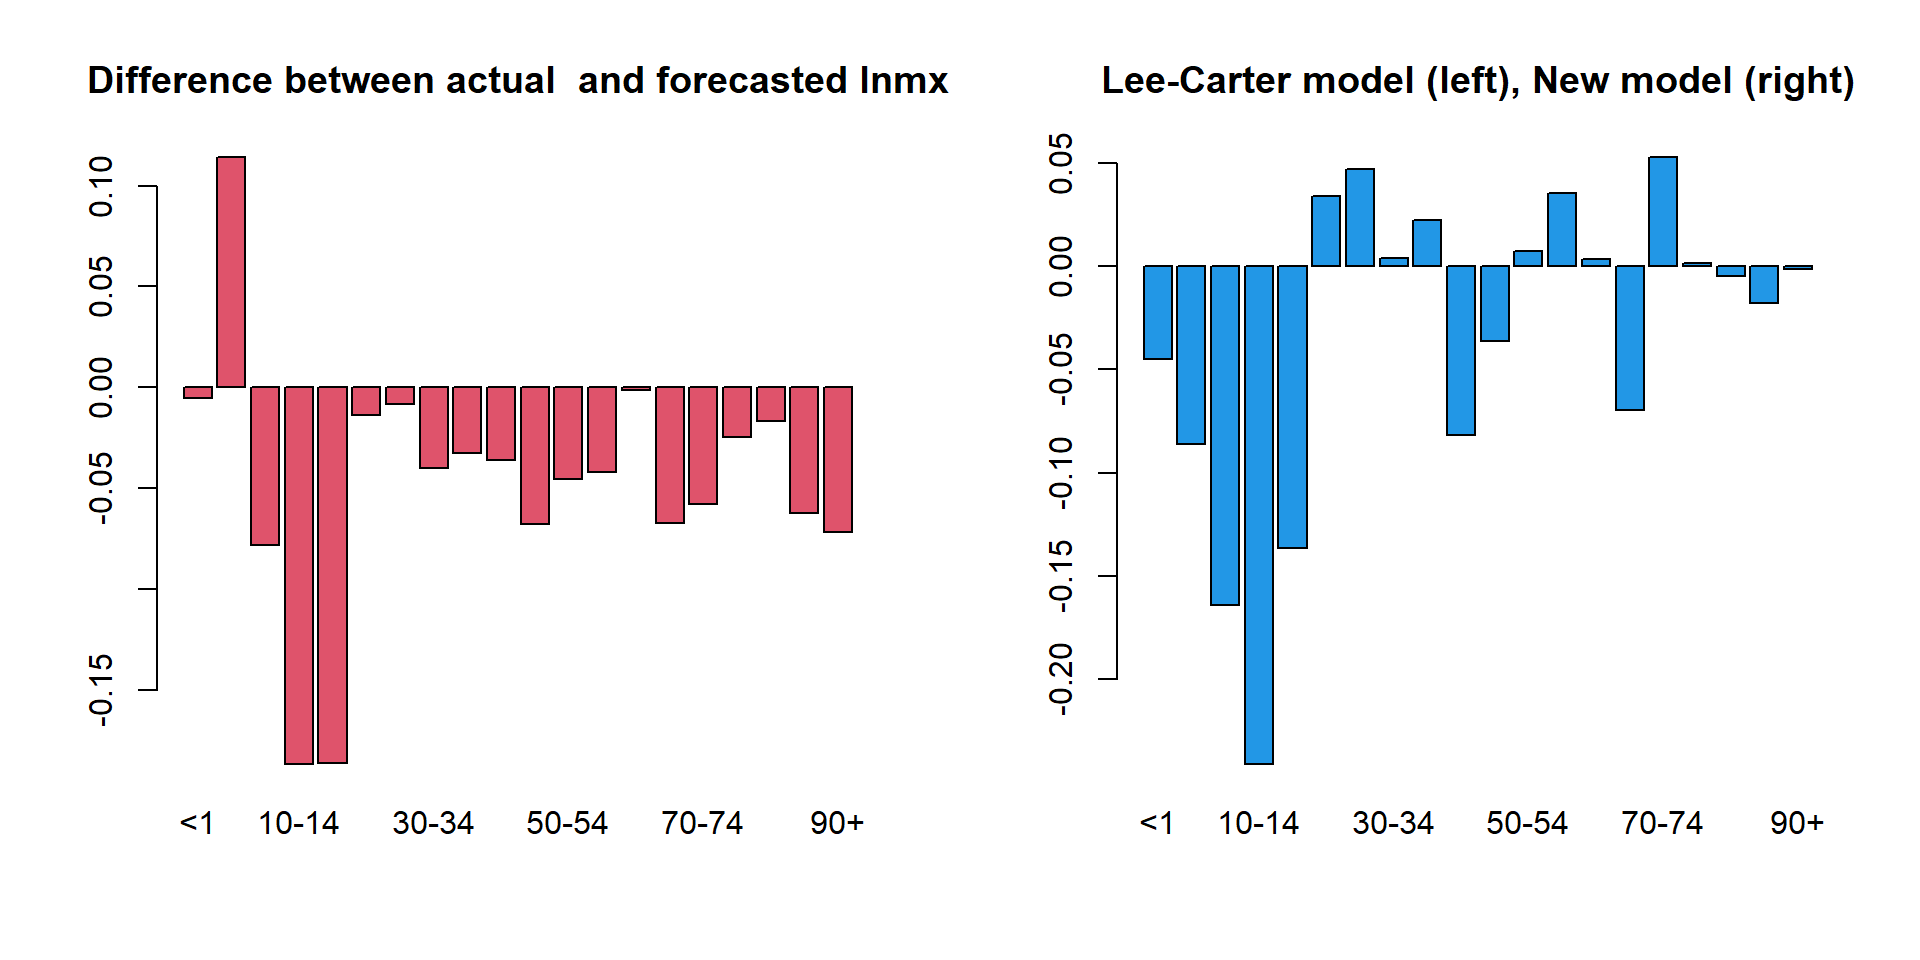 Difference between actual  and forecasted lnmx
0.10
0.05
0.00
-0.05
-0.15
<1 10-14 30-34 50-54 70-74 90+
Lee-Carter model (left), New model (right)
0.05
0.00
-0.05
-0.10
-0.15
-0.20
<1 10-14 30-34 50-54 70-74 90+